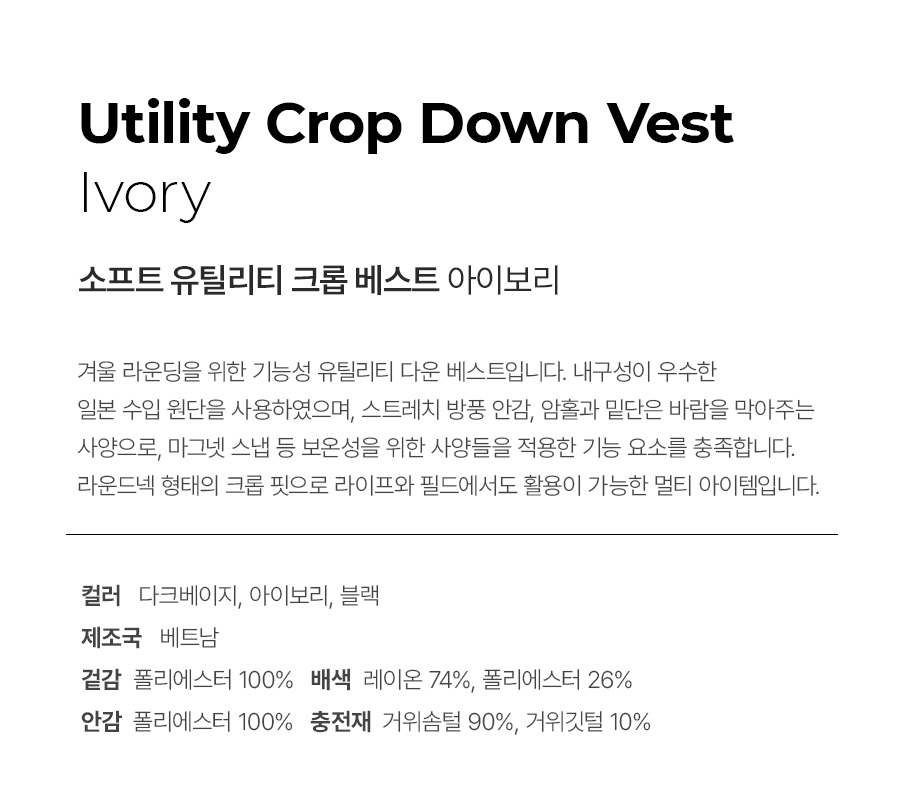 Utility Crop Down Vest
Ivory
소프트 유틸리티 크롭 베스트 아이보리
겨울 라운딩을 위한 기능성 유틸리티 다운 베스트입니다. 내구성이 우수한
일본 수입 원단을 사용하였으며, 스트레치 방풍 안감, 암홀과 밑단은 바람을 막아주는
사양으로, 마그넷 스냅 등 보온성을 위한 사양들을 적용한 기능 요소를 충족합니다.
라운드넥 형태의 크롭 핏으로 라이프와 필드에서도 활용이 가능한 멀티 아이템입니다.
컬러 다크베이지, 아이보리, 블랙
제조국 베트남
겉감 폴리에스터 100% 배색 레이온 74%, 폴리에스터 26%
안감 폴리에스터 100% 충전재 거위솜털 90%, 거위깃털 10%